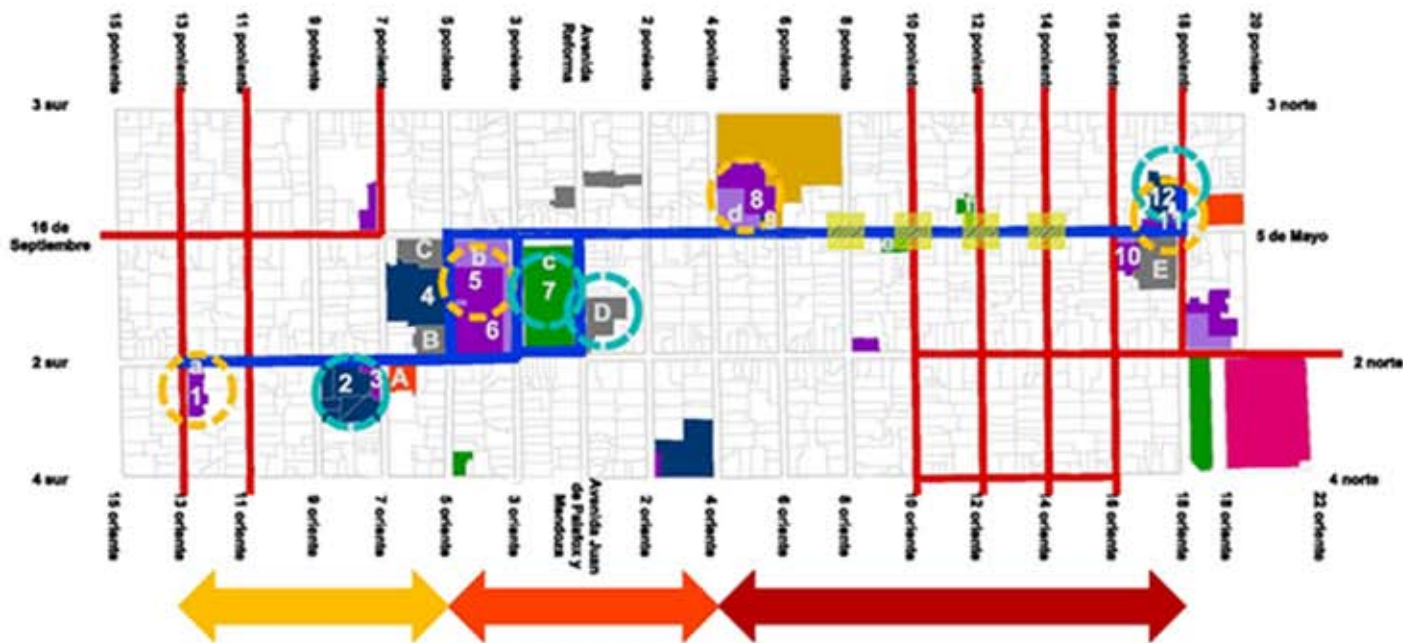 15 poniente
13 poniente
11 poniente
9 poniente
7 poniente
5 poniente
3 poniente
Avenida
Reforma
2 poniente
4 poniente
6 poniente
8 poniente
10 poniente
12 poniente
14 poniente
16 poniente
18 poniente
20 poniente
3 sur
3 norte
8
d
e
f
12
11
16 de
Septiembre
5 de Mayo
C
b
c
g
10
E
5
4
7
D
6
B
2 sur
2 norte
a
1
2
3
A
4 sur
4 norte
15 oriente
13 oriente
11 oriente
9 oriente
7 oriente
5 oriente
3 oriente
Avenida Juan
de Palafox y
Mendoza
2 oriente
4 oriente
6 oriente
8 oriente
10 oriente
12 oriente
14 oriente
16 oriente
18 oriente
18 oriente
22 oriente